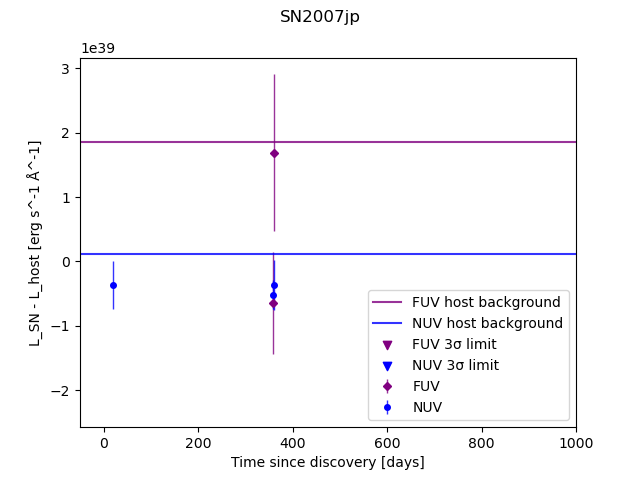 SN2007jp
1e39
3
2
1
0
−1
−2
L_SN - L_host [erg s^-1 Å^-1]
FUV host background
NUV host background
FUV 3σ limit
NUV 3σ limit
FUV
NUV
0 200 400 600 800 1000
Time since discovery [days]